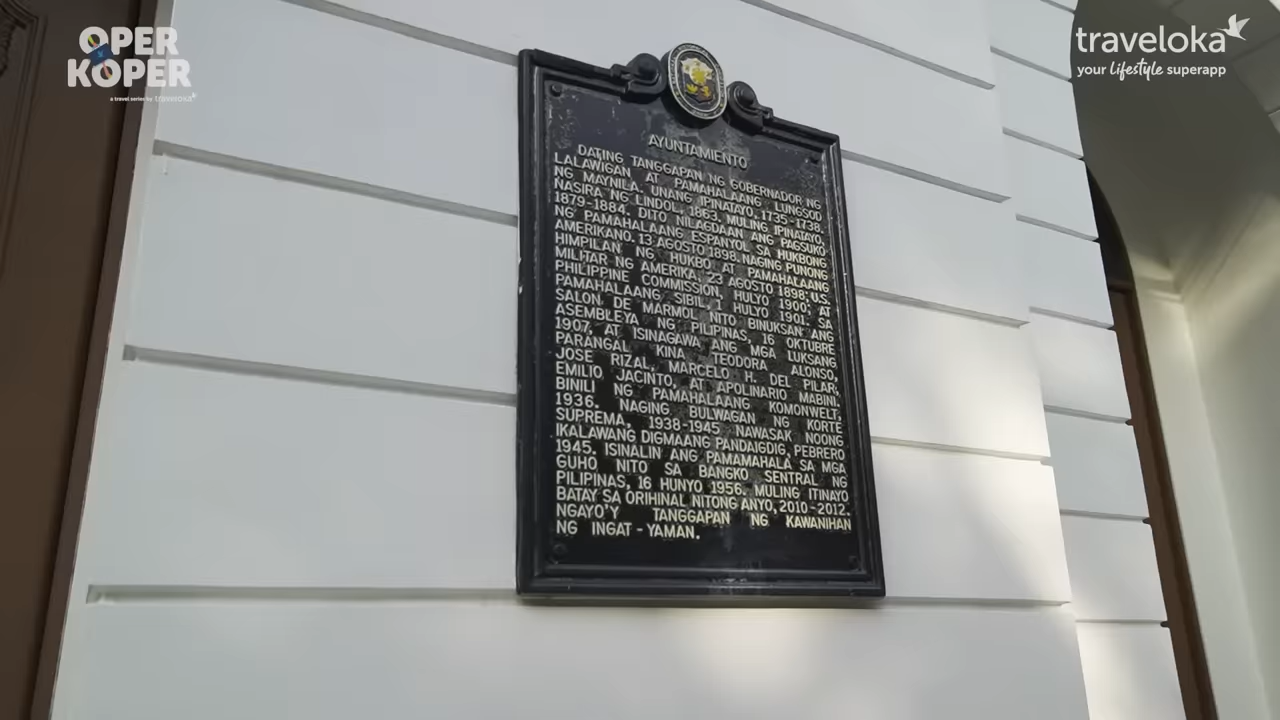 OPER
KOPER
a travel series by traveloka
traveloka
your lifestyle superapp
AYUNTAMIENTO
DATING TANGGAPAN NG GOBERNADOR NG
LALAWIGAN AT PAMAHALAANG LUNGSOD
NG MAYNILA. UNANG IPINATAYO, 1735-1738.
NASIRA NG LINDOL, 1863. MULING IPINATAYO,
1879-1884. DITO NILAGDAAN ANG PAGSUKO
NG PAMAHALAANG ESPANYOL SA HUKBONG
AMERIKANO. 13 AGOSTO 1898. NAGING PUNONG
HIMPILAN NG HUKBO AT PAMAHALAANG
MILITAR NG AMERIKA, 23 AGOSTO 1898; U.S.
PHILIPPINE COMMISSION, HULYO 1900; AT
PAMAHALAANG SIBIL, 1 HULYO 1901. SA
SALON DE MARMOL NITO BINUKSAN ANG
ASEMBLEYA NG PILIPINAS, 16 OKTUBRE
1907, AT ISINAGAWA ANG MGA LUKSANG
PARANGAL KINA TEODORA ALONSO,
JOSE RIZAL, MARCELO H. DEL PILAR,
EMILIO JACINTO, AT APOLINARIO MABINI.
BINILI NG PAMAHALAANG KOMONWELT,
1936. NAGING BULWAGAN NG KORTE
SUPREMA, 1938-1945 NAWASAK NOONG
IKALAWANG DIGMAANG PANDAIGDIG, PEBRERO
1945. ISINALIN ANG PAMAMAHALA SA MGA
GUHO NITO SA BANGKO SENTRAL NG
PILIPINAS, 16 HUNYO 1956. MULING ITINAYO
BATAY SA ORIHINAL NITONG ANYO, 2010-2012.
NGAYO'Y TANGGAPAN NG KAWANIHAN
NG INGAT-YAMAN.